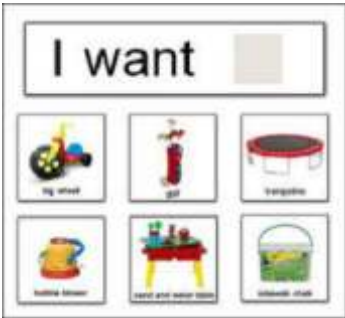 I want
big wheel
golf
trampoline
bubble blower
sand and water table
sidewalk chalk